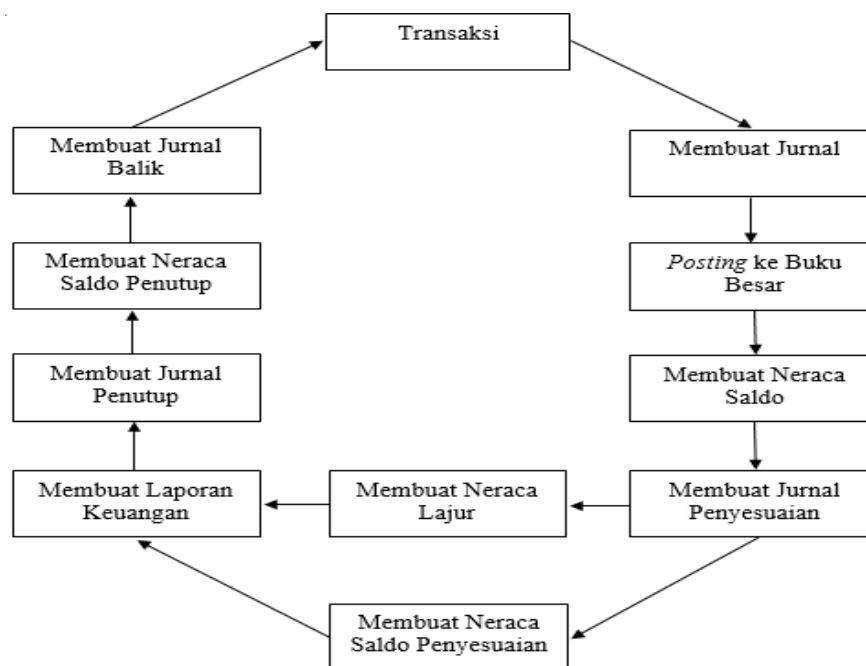 Transaksi
Membuat Jurnal
Balik
Membuat Jurnal
Membuat Neraca
Saldo Penutup
Posting ke Buku
Besar
Membuat Jurnal
Penutup
Membuat Neraca
Saldo
Membuat Laporan
Keuangan
Membuat Neraca
Lajur
Membuat Jurnal
Penyesuaian
Membuat Neraca
Saldo Penyesuaian